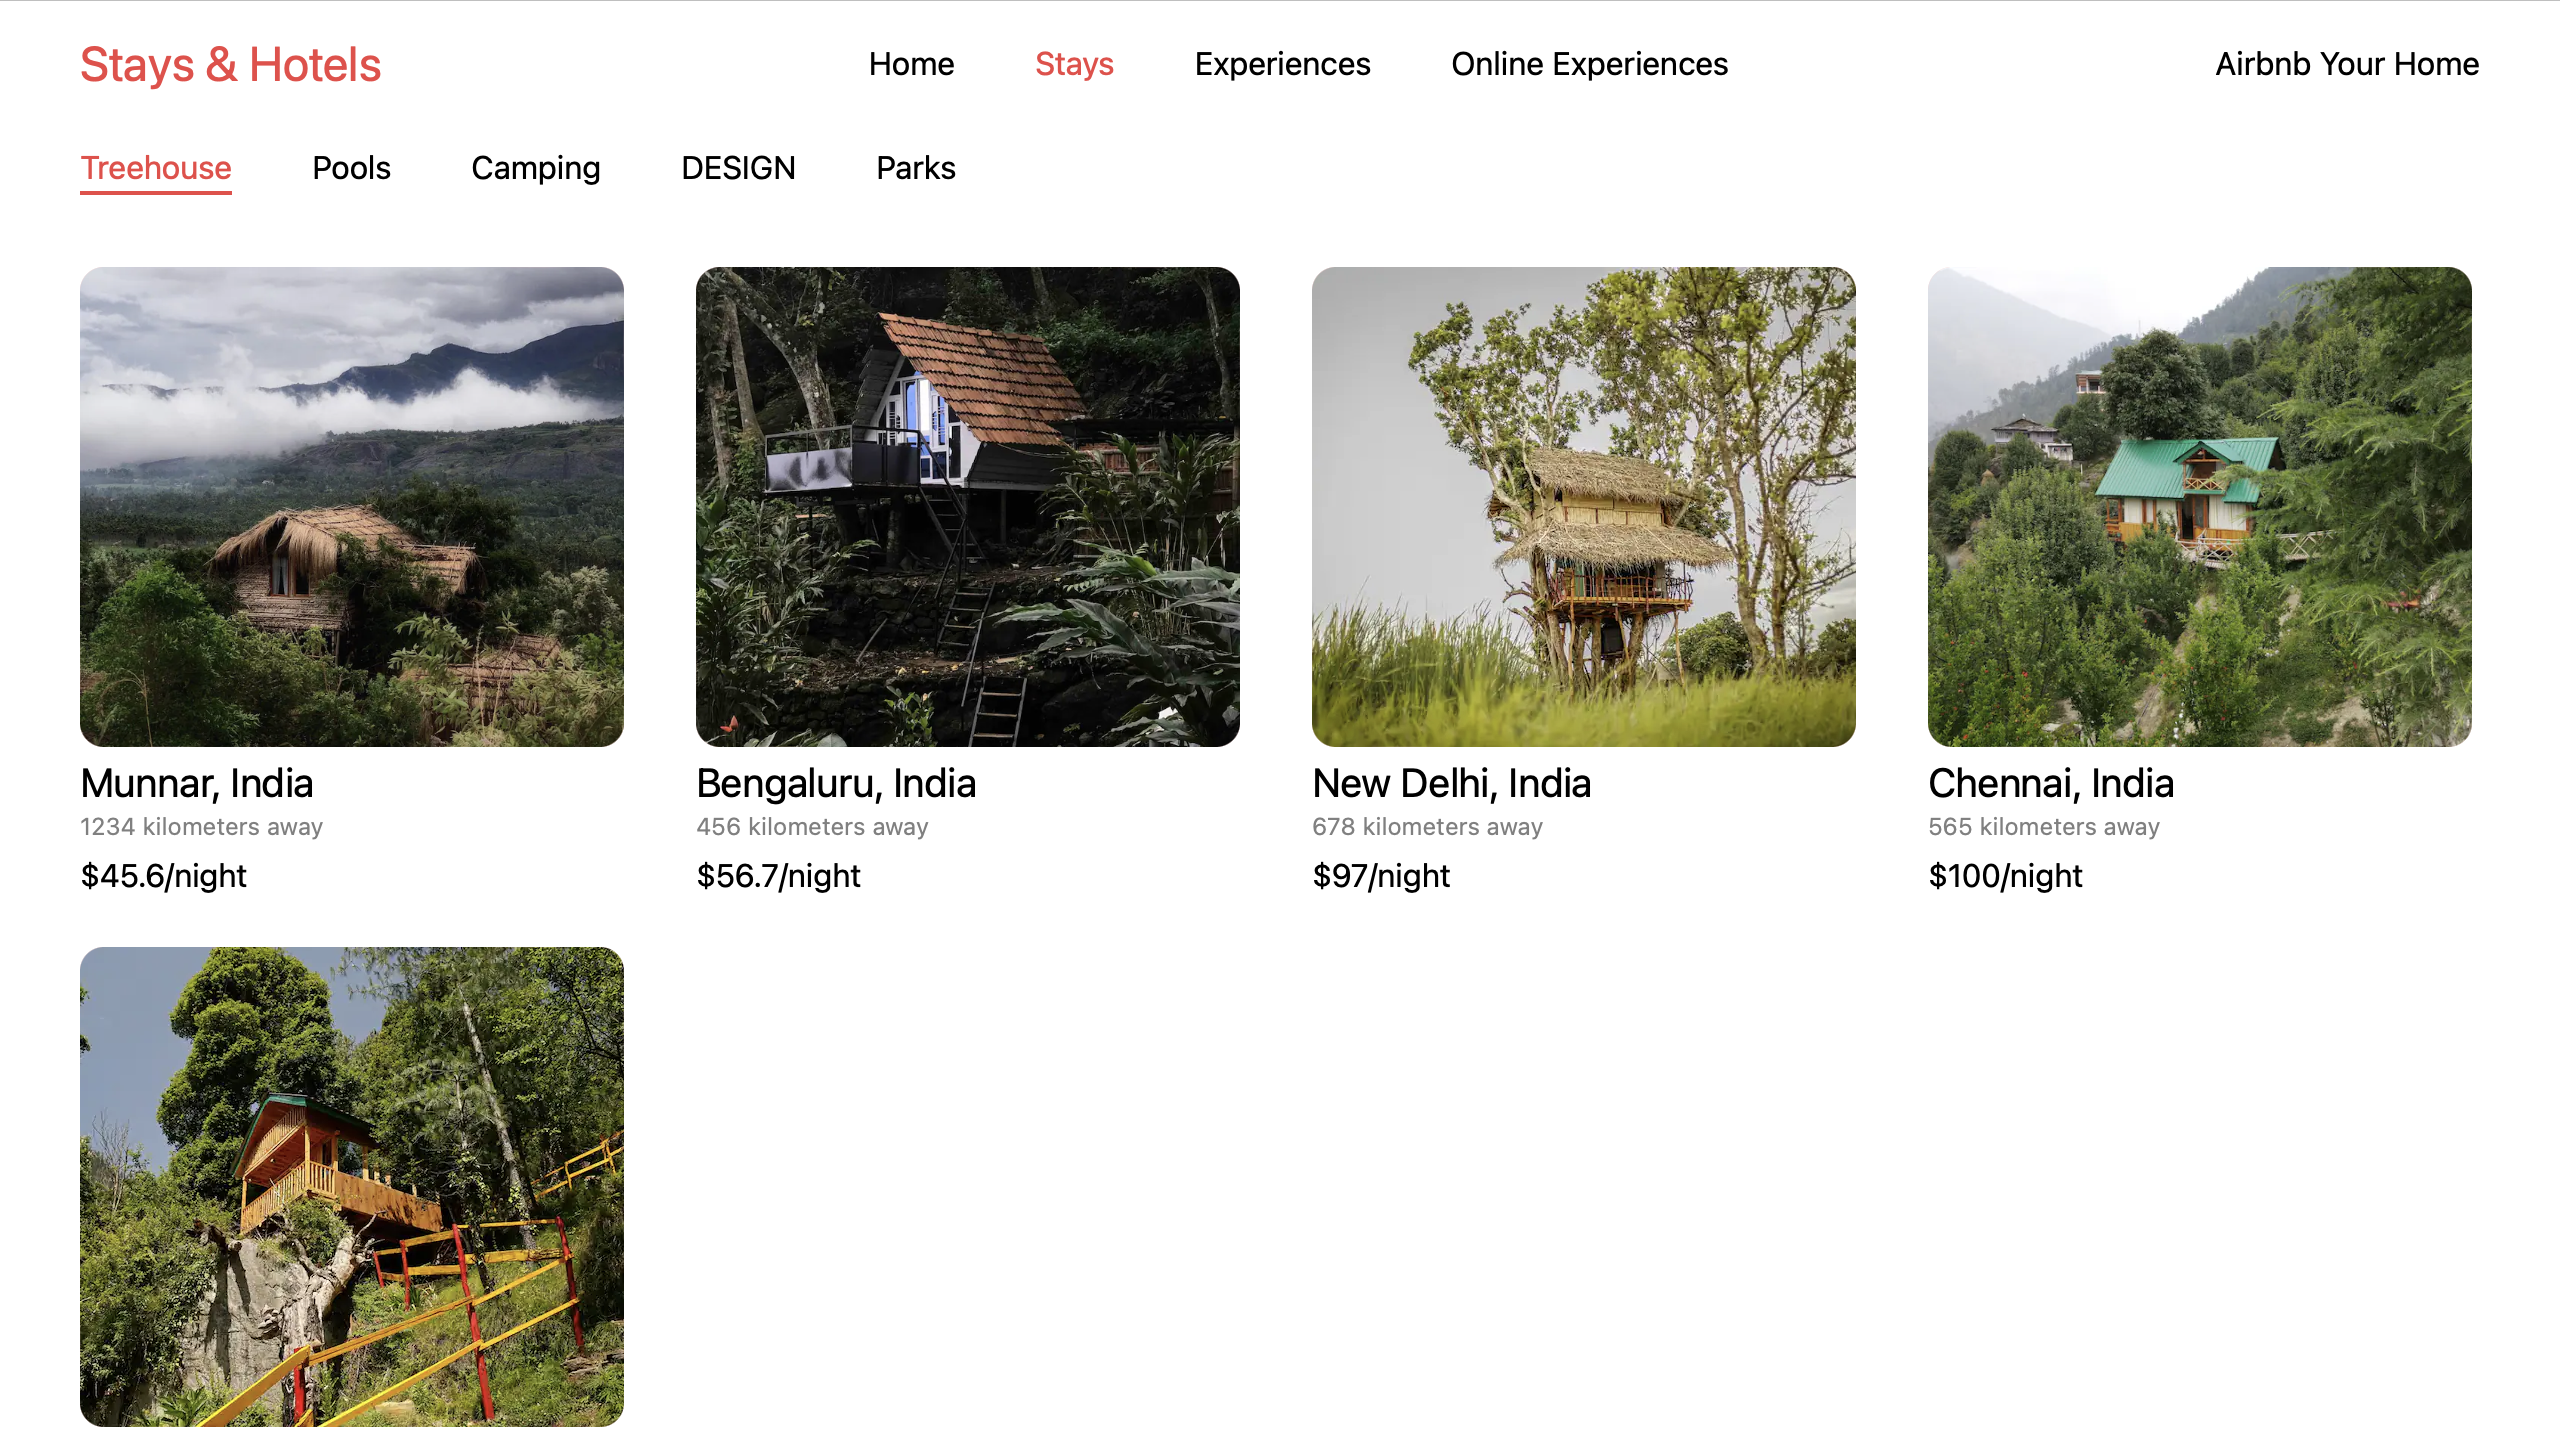 Stays & Hotels
Home Stays Experiences Online Experiences
Airbnb Your Home
Treehouse Pools Camping DESIGN Parks
Munnar, India
1234 kilometers away
$45.6/night
Bengaluru, India
456 kilometers away
$56.7/night
New Delhi, India
678 kilometers away
$97/night
Chennai, India
565 kilometers away
$100/night